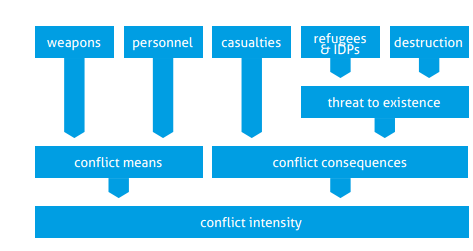 weapons
personnel
casualties
refugees
& IDPs
destruction
threat to existence
conflict means
conflict consequences
conflict intensity